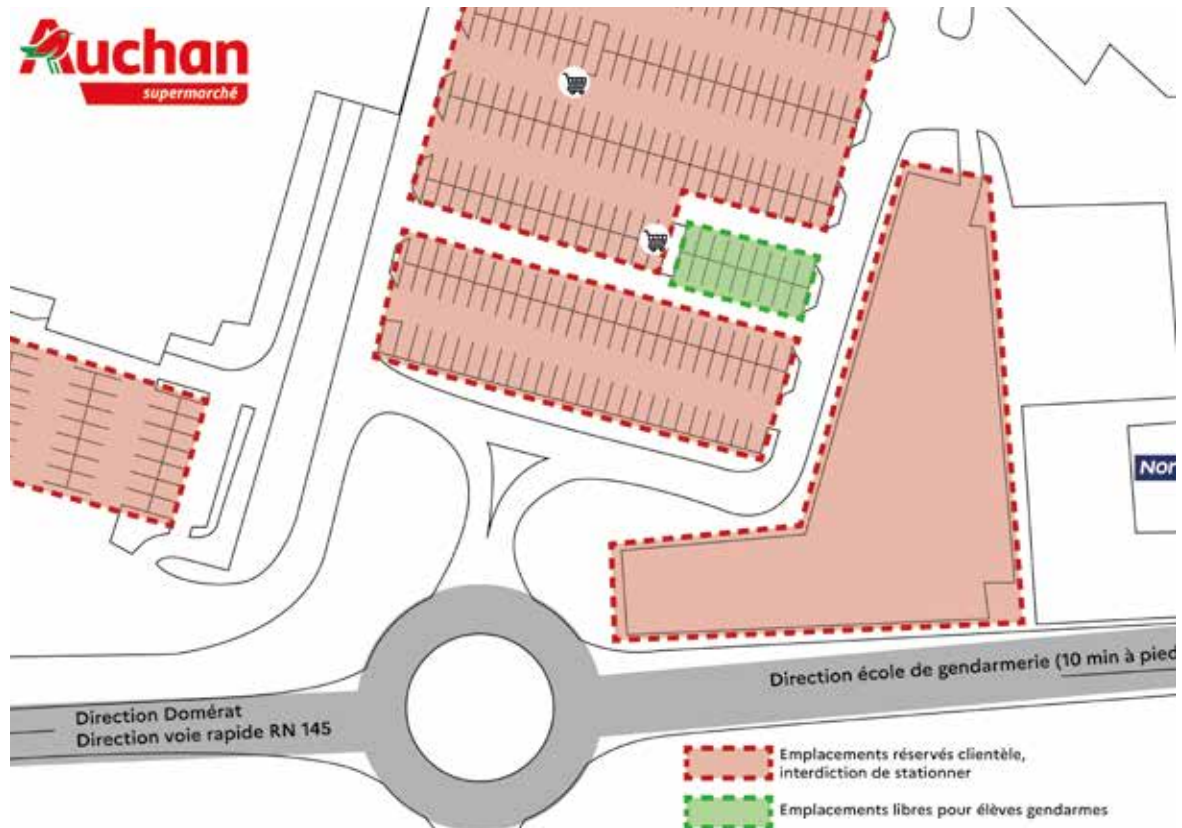 Auchan
supermarché
Nor
Direction école de gendarmerie (10 min à pied
Direction Domérat
Direction voie rapide RN 145
Emplacements réservés clientèle,
interdiction de stationner
Emplacements libres pour élèves gendarmes